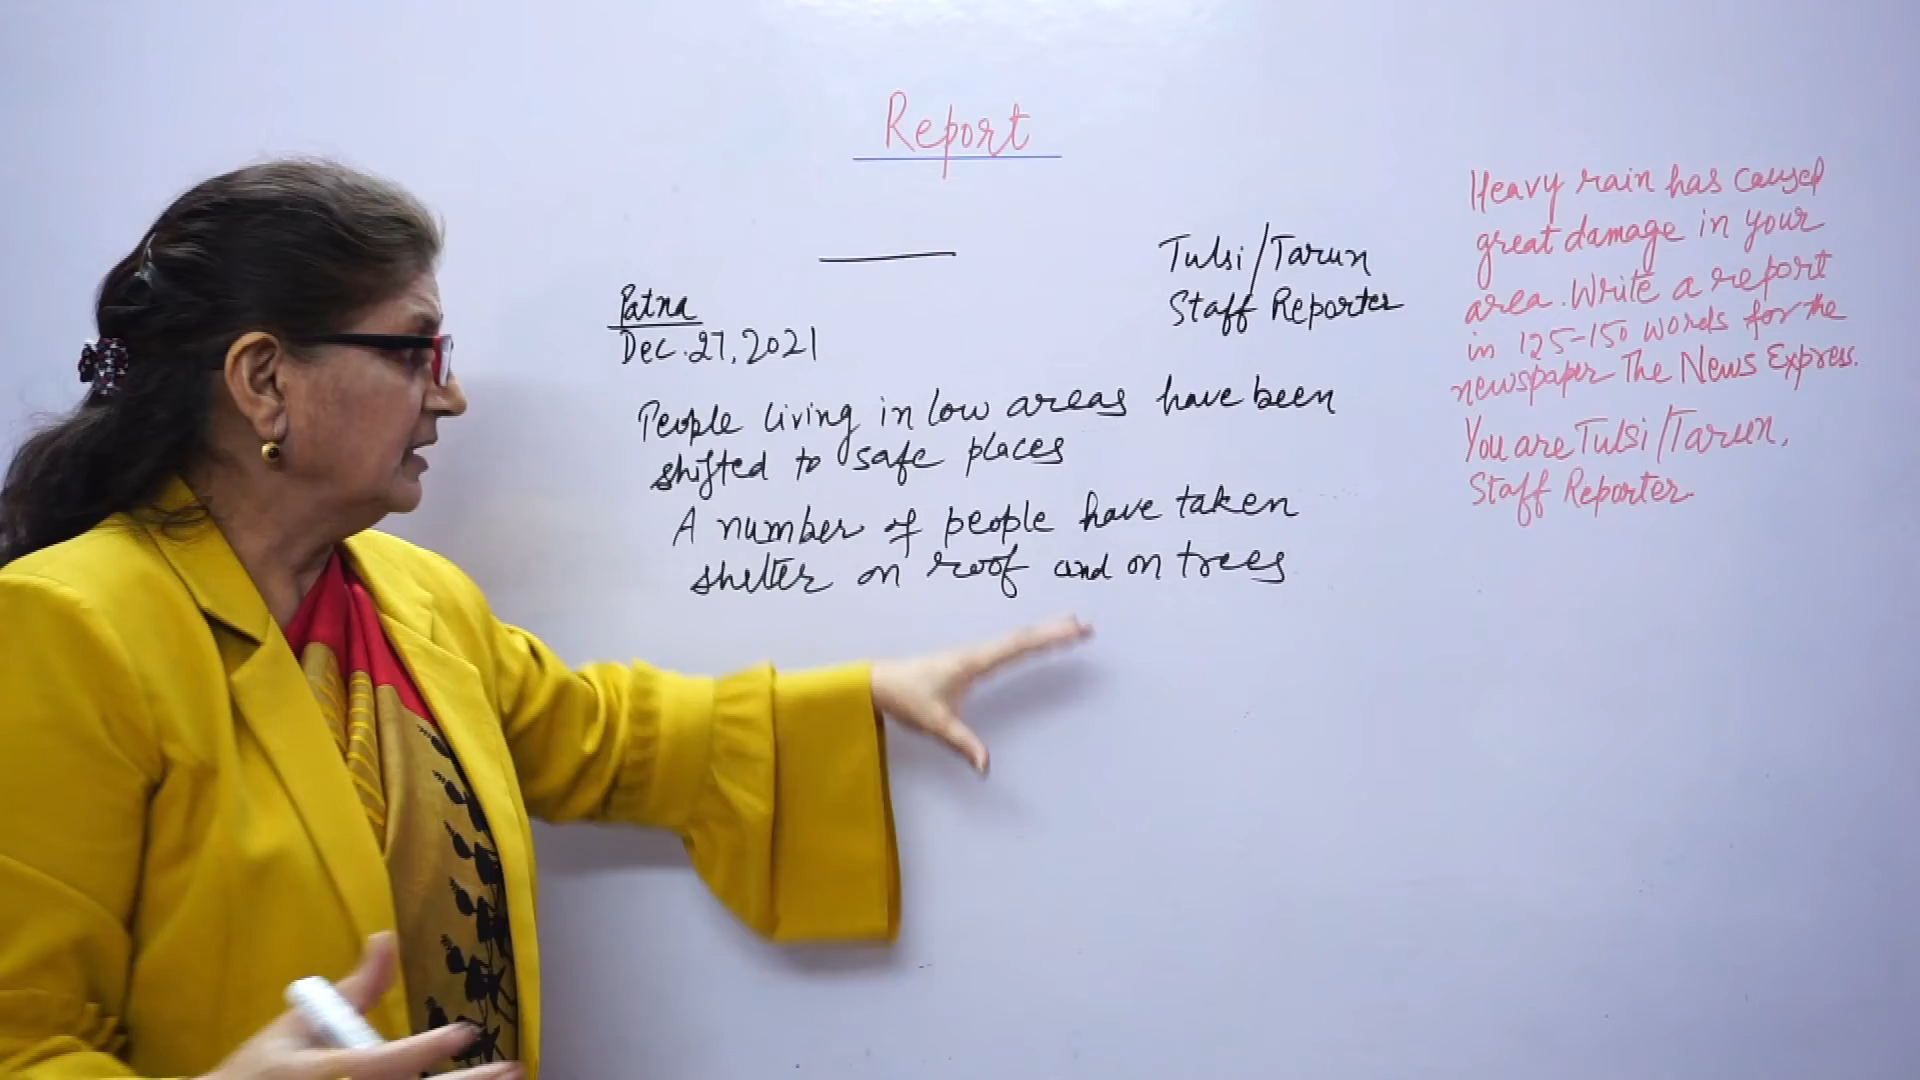 Report
Tulsi/Tarun
Staff Reporter
Patna
Dec. 27, 2021
People living in low areas have been
shifted to safe places
A number of people have taken
shelter on roof and on trees
Heavy rain has caused
great damage in your
area. Write a report
in 125-150 words for the
newspaper The News Express.
You are Tulsi/Tarun,
Staff Reporter